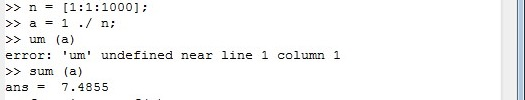 >> n = [1:1:1000];
>> a = 1 ./ n;
>> um (a)
error: 'um' undefined near line 1 column 1
>> sum (a)
ans =  7.4855